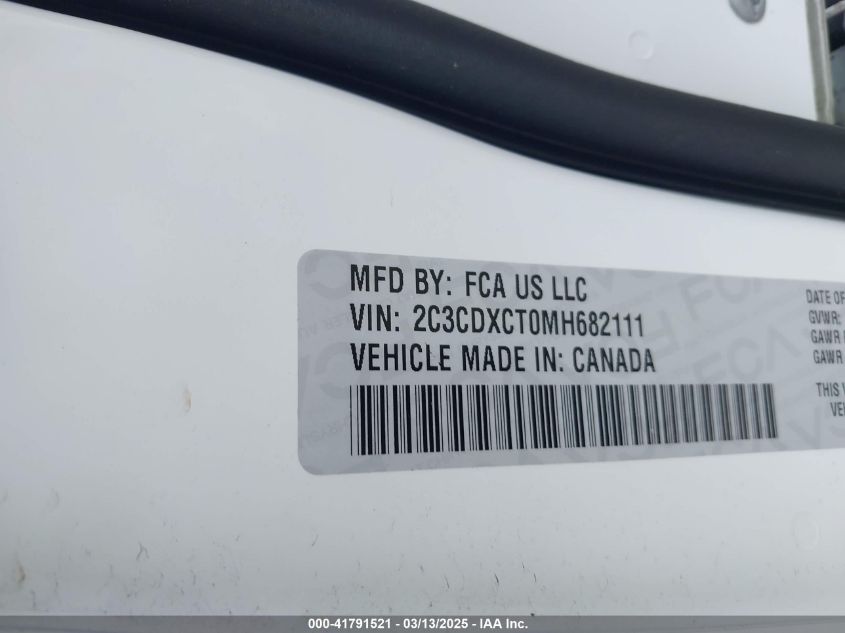 MFD BY: FCA US LLC
VIN: 2C3CDXCT0MH682111
VEHICLE MADE IN: CANADA
DATE OF
GVWR:
GAWR
GAWR
THIS
000-41791521 - 03/13/2025 - IAA Inc.